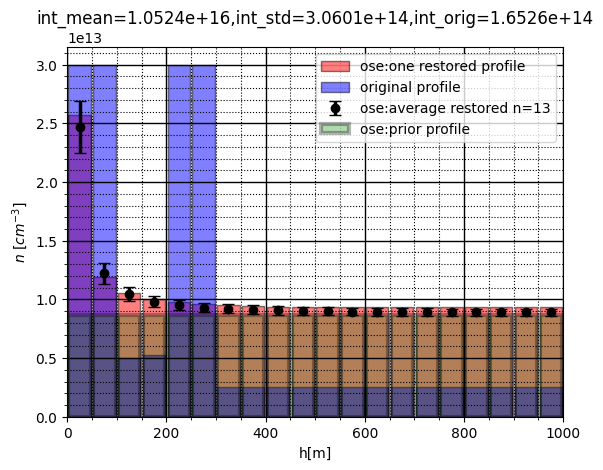 int_mean=1.0524e+16,int_std=3.0601e+14,int_orig=1.6526e+14
1e13
ose:one restored profile
original profile
ose:average restored n=13
ose:prior profile
3.0
2.5
2.0
1.5
1.0
0.5
0.0
n [cm⁻³]
0 200 400 600 800 1000
h[m]